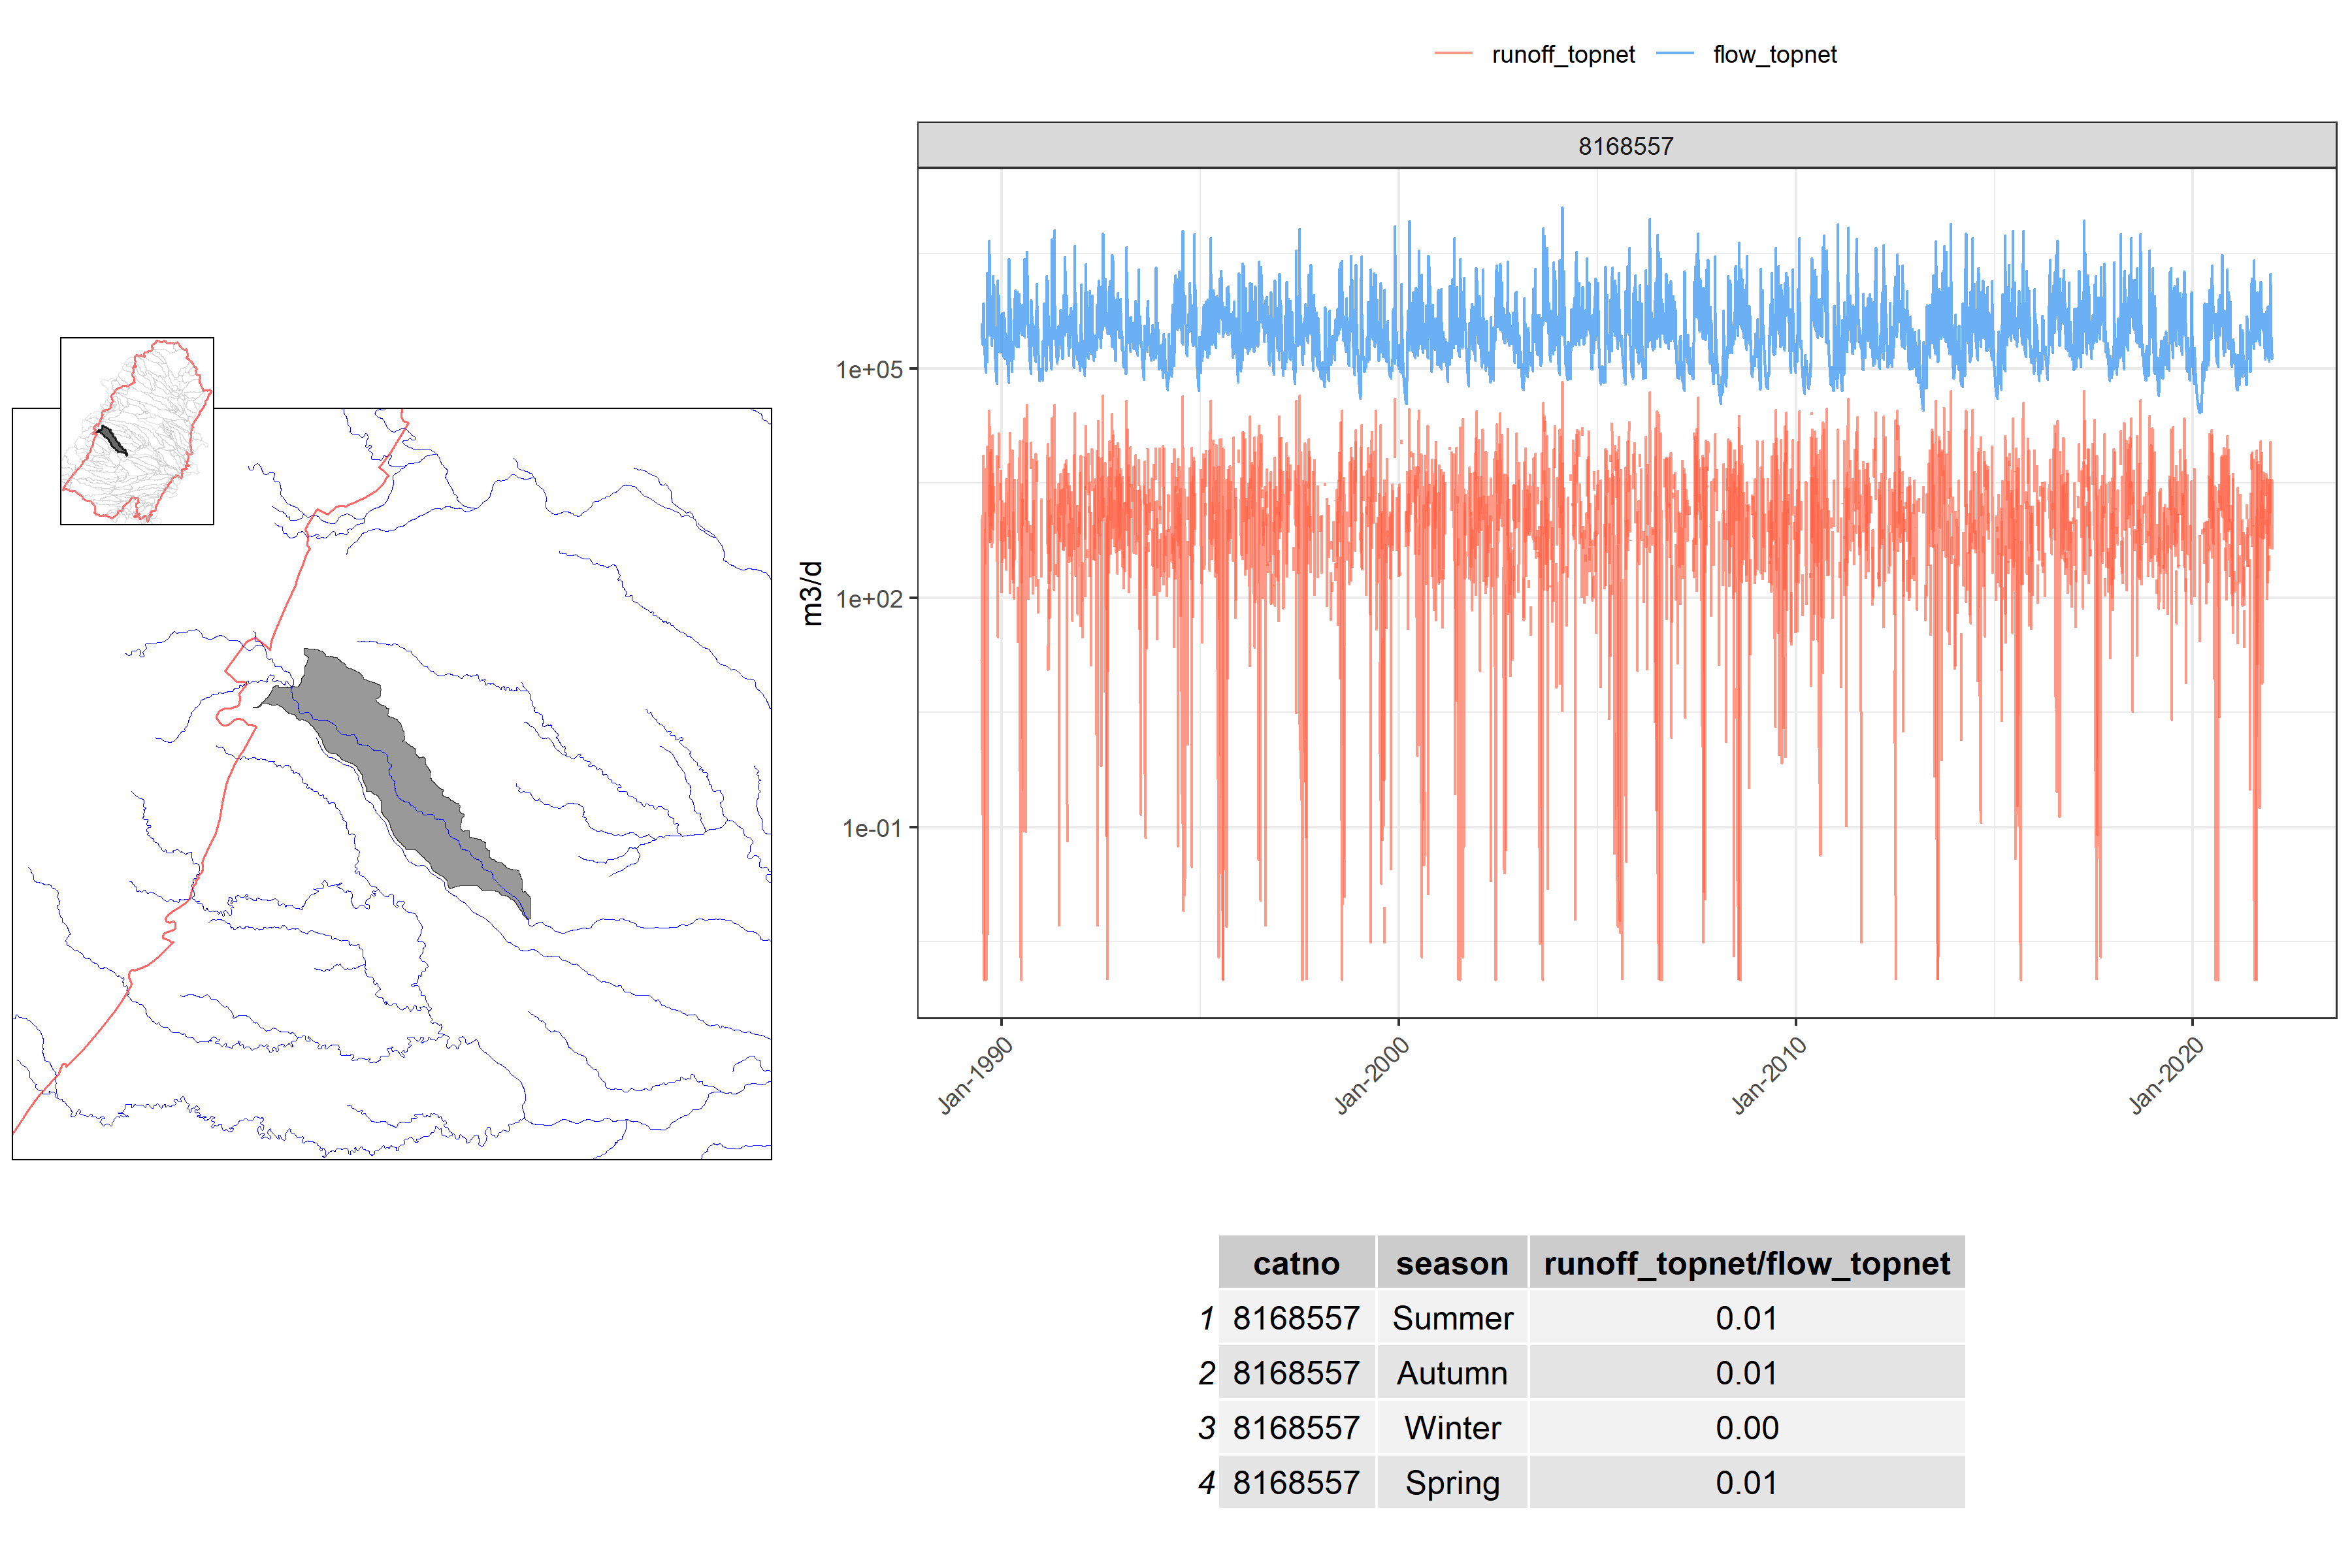 runoff_topnet flow_topnet
8168557
m3/d
1e+05
1e+02
1e-01
Jan-1990 Jan-2000 Jan-2010 Jan-2020
catno season runoff_topnet/flow_topnet
1 8168557 Summer 0.01
2 8168557 Autumn 0.01
3 8168557 Winter 0.00
4 8168557 Spring 0.01